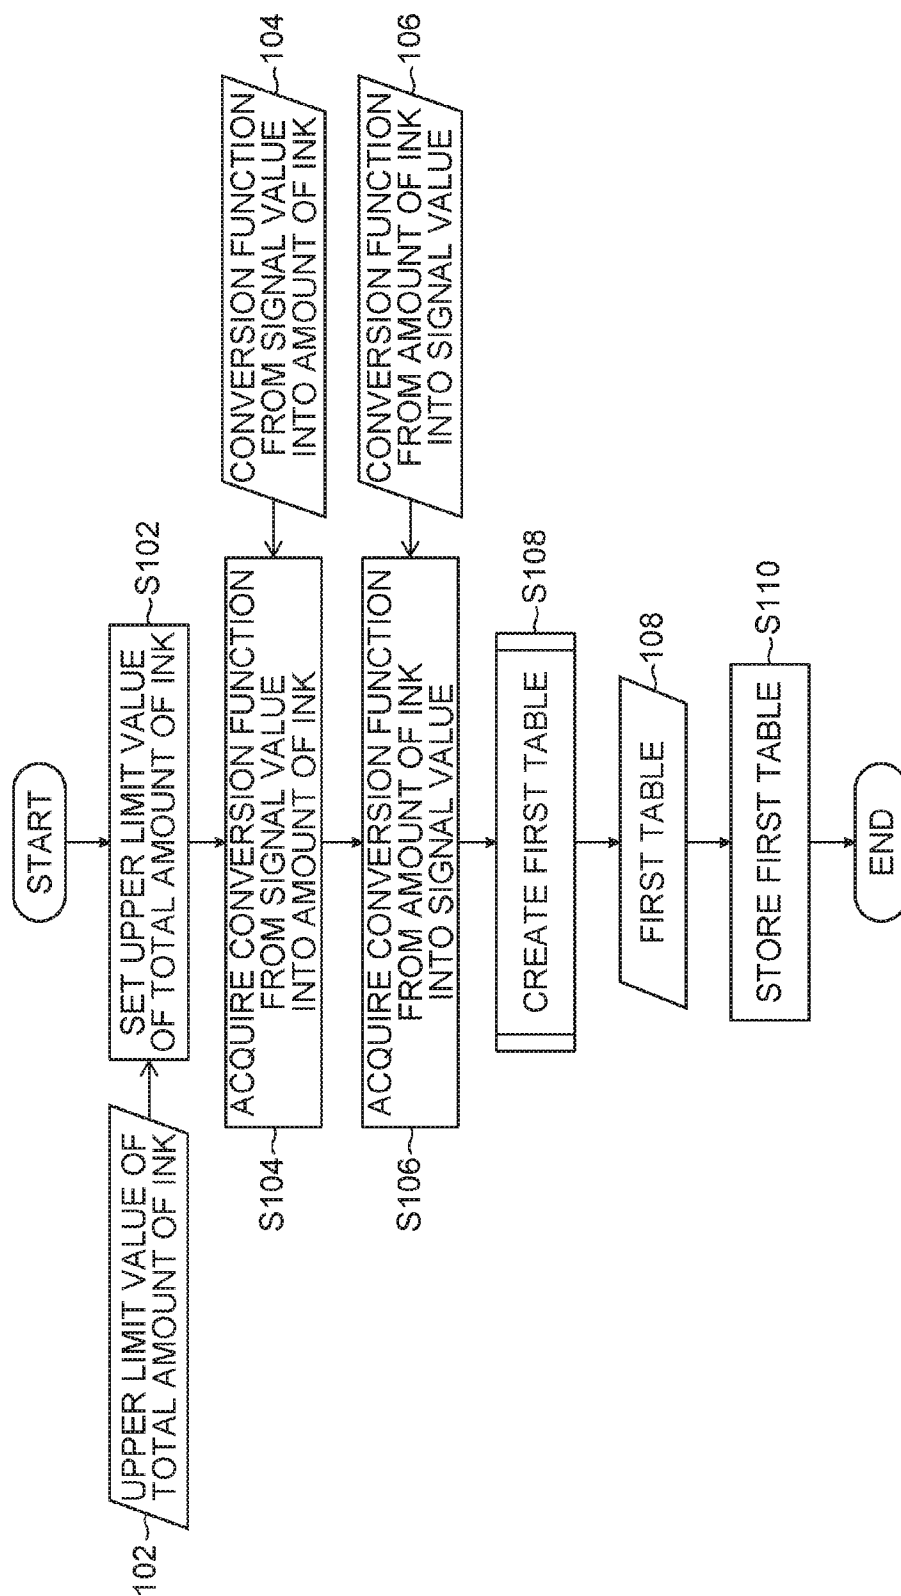 START
UPPER LIMIT VALUE OF
TOTAL AMOUNT OF INK
102
SET UPPER LIMIT VALUE
OF TOTAL AMOUNT OF INK
S102
S104
ACQUIRE CONVERSION FUNCTION
FROM SIGNAL VALUE
INTO AMOUNT OF INK
CONVERSION FUNCTION
FROM SIGNAL VALUE
INTO AMOUNT OF INK
104
S106
ACQUIRE CONVERSION FUNCTION
FROM AMOUNT OF INK
INTO SIGNAL VALUE
CONVERSION FUNCTION
FROM AMOUNT OF INK
INTO SIGNAL VALUE
106
CREATE FIRST TABLE
S108
FIRST TABLE
108
STORE FIRST TABLE
S110
END